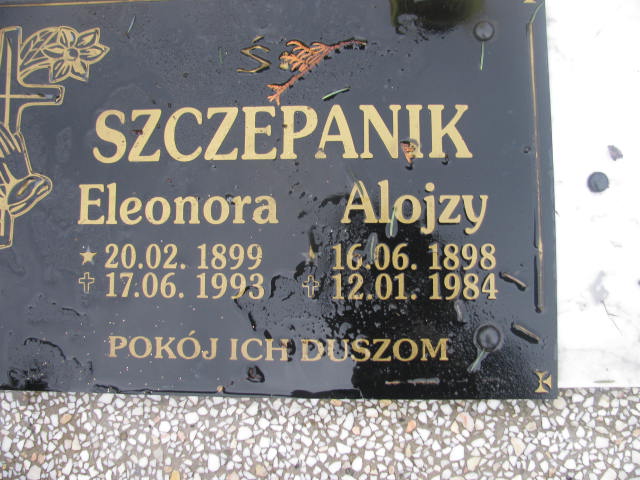 Ś
SZCZEPANIK
Eleonora Alojzy
20.02. 1899 16.06. 1898
17.06. 1993 12.01. 1984
POKÓJ ICH DUSZOM